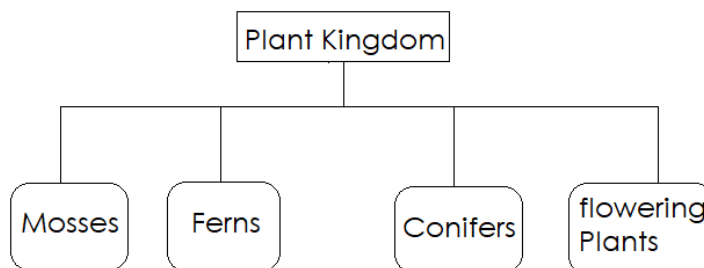 Plant Kingdom
Mosses
Ferns
Conifers
flowering
Plants